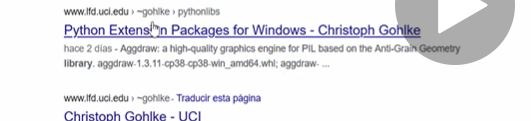 www.lfd.uci.edu › ~gohlke › pythonlibs
Python Extens n Packages for Windows - Christoph Gohlke
hace 2 días - Aggdraw: a high-quality graphics engine for PIL based on the Anti-Grain Geometry
library. aggdraw-1.3.11-cp38-cp38-win_amd64.whl; aggdraw- ...
www.lfd.uci.edu › ~gohlke - Traducir esta página
Christoph Gohlke - UCI